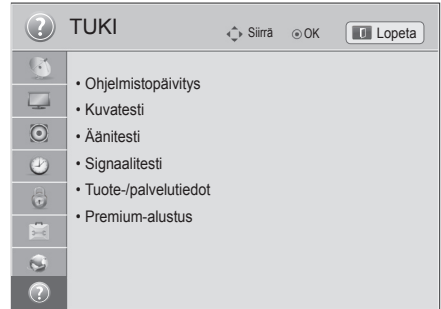 TUKI
Siirrä
OK
Lopeta
• Ohjelmistopäivitys
• Kuvatesti
• Äänitesti
• Signaalitesti
• Tuote-/palvelutiedot
• Premium-alustus